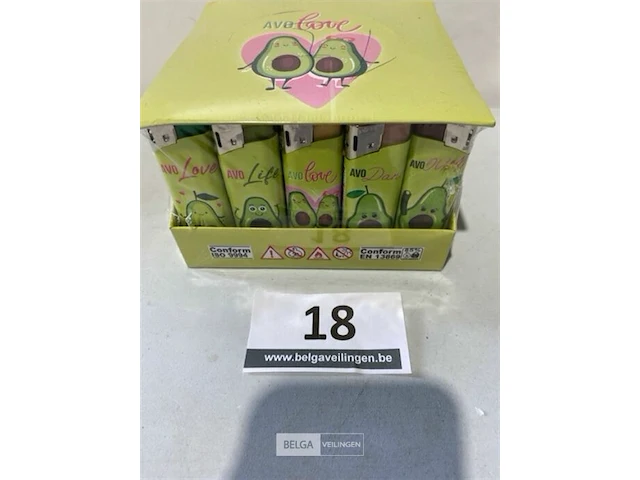 AVO Love
AVO Love
AVO Life
AVO Love
AVO
AVO
Conform
ISO 9994
Conform
EN 13869
18
18
www.belgaveilingen.be
BELGA VEILINGEN